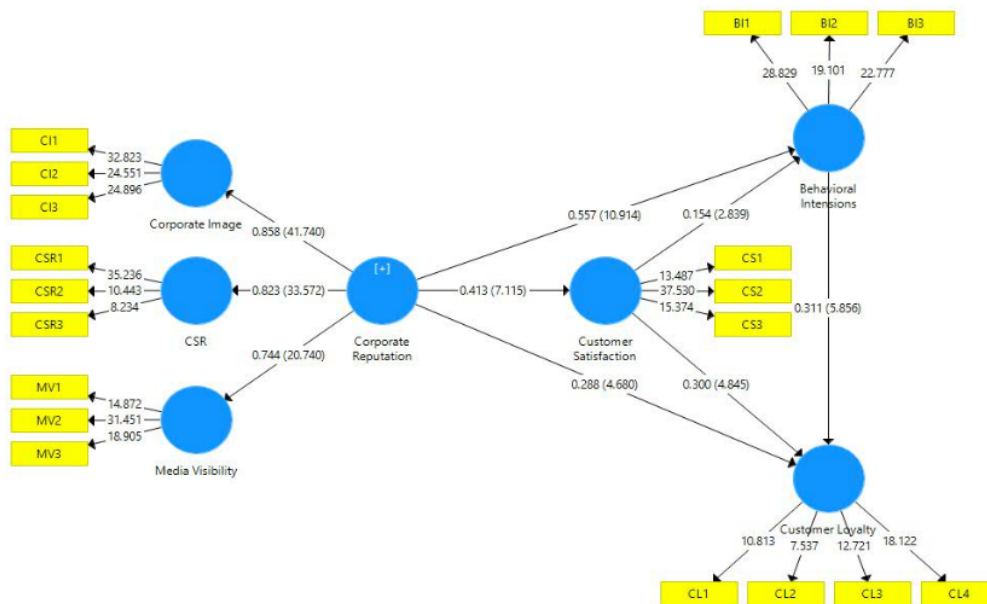 BI1
BI2
BI3
28.829
19.101
22.777
Behavioral
Intensions
CI1
CI2
CI3
32.823
24.551
24.896
Corporate Image
0.858 (41.740)
0.557 (10.914)
0.154 (2.839)
CSR1
CSR2
CSR3
35.236
10.443
8.234
CSR
0.823 (33.572)
[+]
Corporate
Reputation
0.413 (7.115)
Customer
Satisfaction
13.487
37.530
15.374
CS1
CS2
CS3
0.311 (5.856)
0.744 (20.740)
0.288 (4.680)
0.300 (4.845)
MV1
MV2
MV3
14.872
31.451
18.905
Media Visibility
Customer Loyalty
10.813
7.537
12.721
18.122
CL1
CL2
CL3
CL4